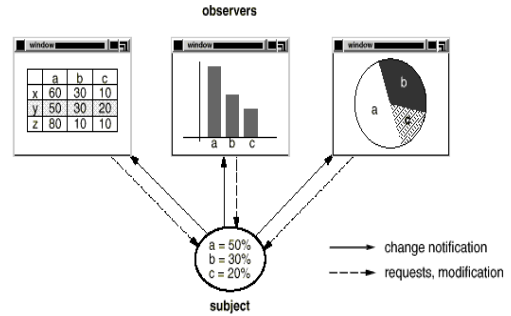 observers
window
window
window
a b c
x 60 30 10
y 50 30 20
z 80 10 10
a b c
a
b
c
a = 50%
b = 30%
c = 20%
subject
change notification
requests, modification